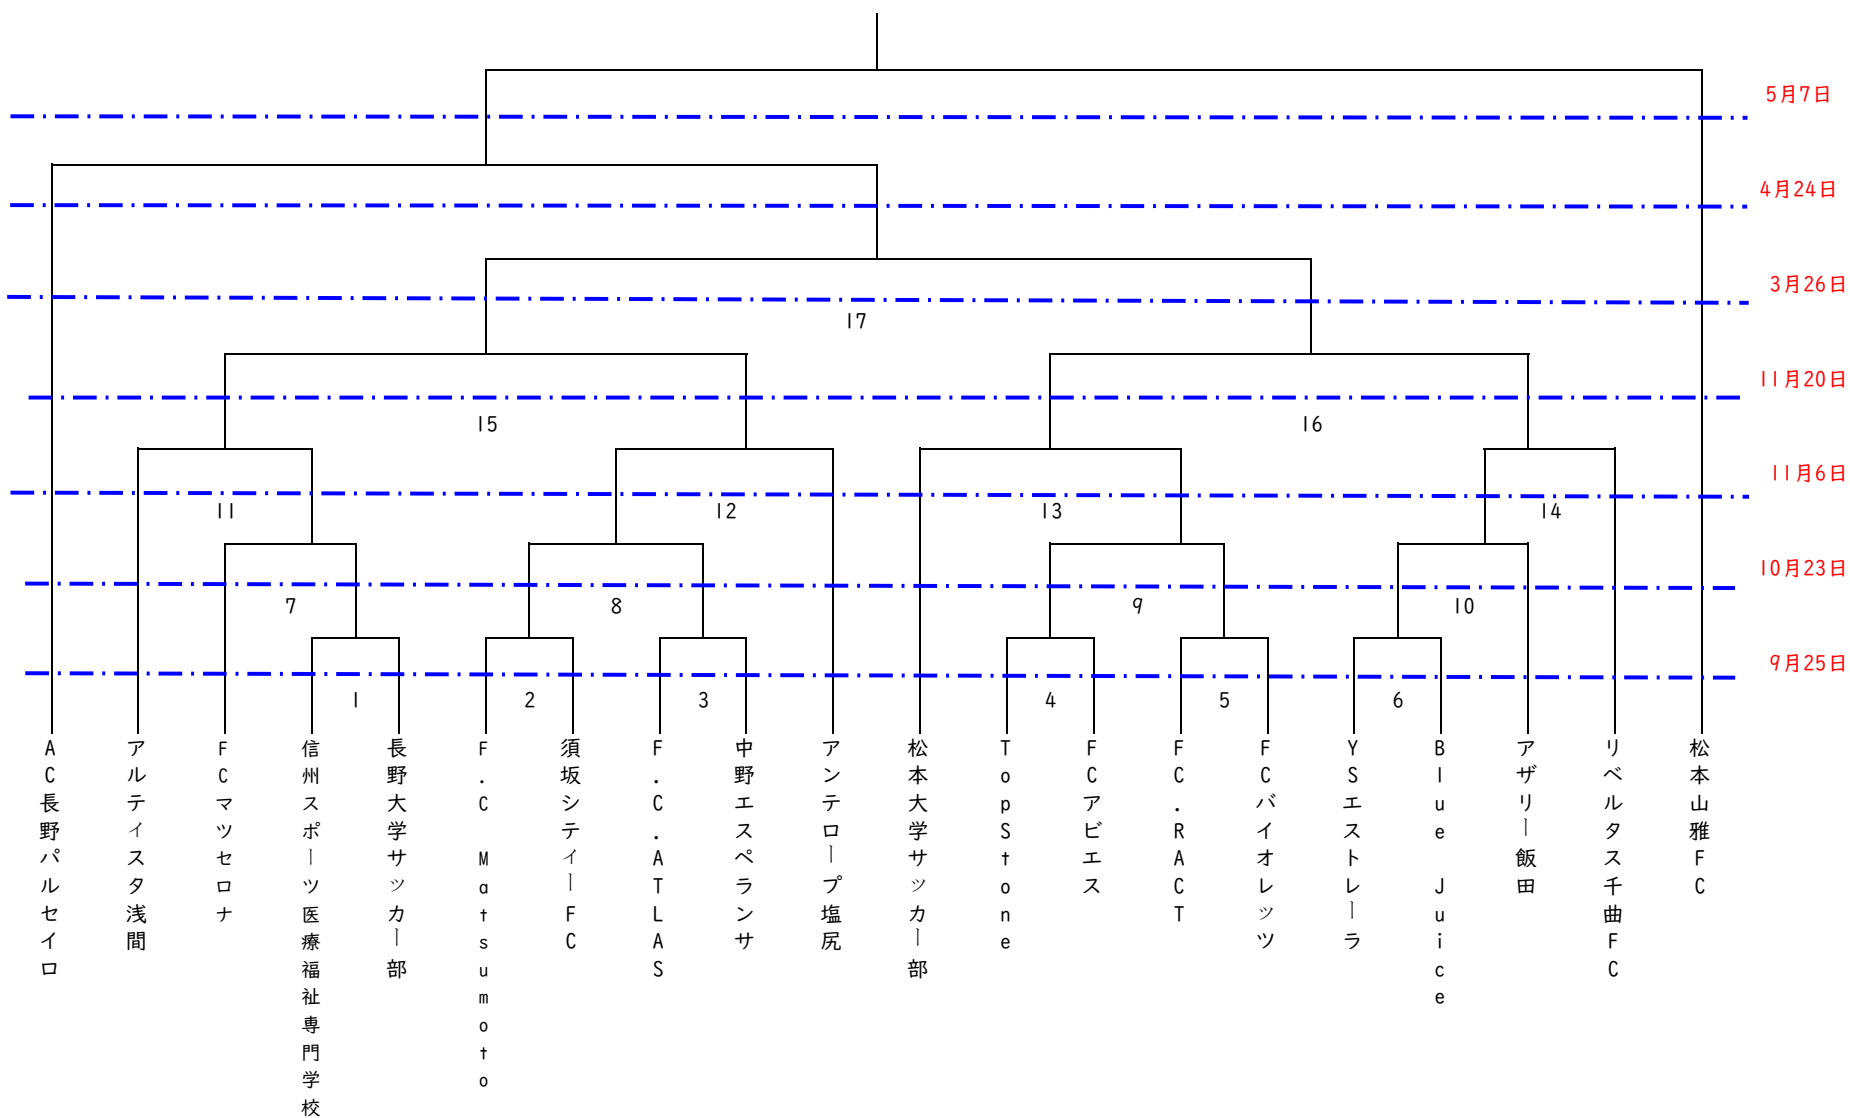 5月7日
4月24日
3月26日
17
11月20日
15
16
11月6日
11
12
13
14
10月23日
7
8
9
10
9月25日
1
2
3
4
5
6
AC長野パルセイロ
アルティスタ浅間
FCマツセロナ
信州スポーツ医療福祉専門学校
長野大学サッカー部
F.C Matsumoto
須坂シティーFC
F.C.ATLAS
中野エスペランサ
アンテロープ塩尻
松本大学サッカー部
TopStone
FCアビエス
FC.RACT
FCバイオレッツ
YSエストレーラ
Blue Juice
アザリー飯田
リベルタス千曲FC
松本山雅FC